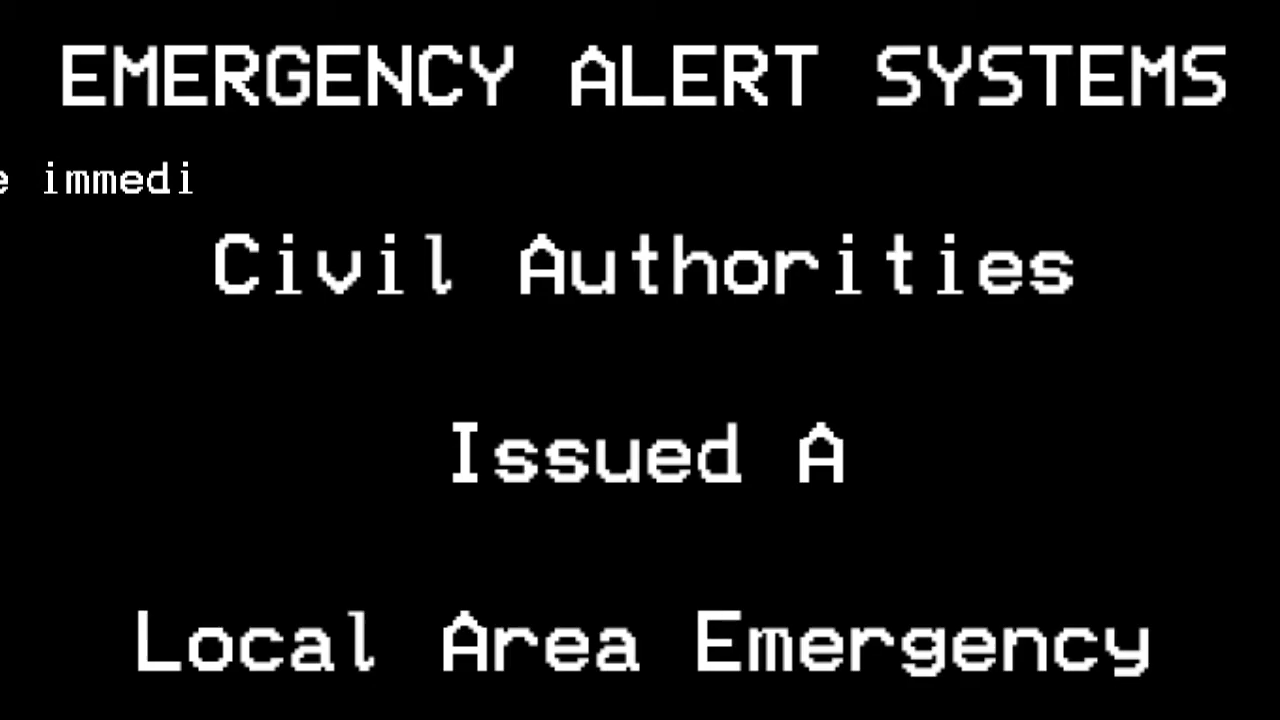 EMERGENCY ALERT SYSTEMS
e immedi
Civil Authorities
Issued A
Local Area Emergency